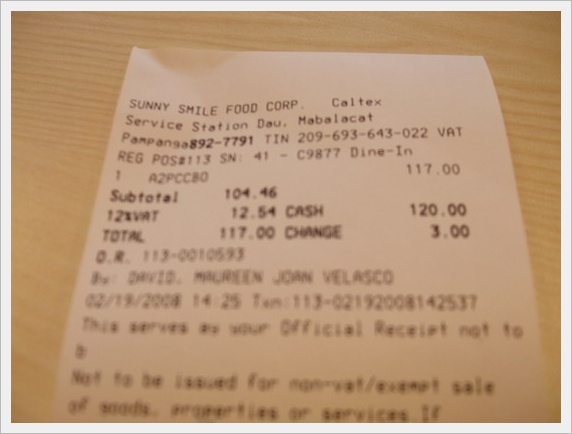 SUNNY SMILE FOOD CORP. Caltex
Service Station Dau, Mabalacat
Pampanga892-7791 TIN 209-693-643-022 VAT
REG POS#113 SN: 41 - C9877 Dine-In
1 A2PCCBO 117.00
Subtotal 104.46
12%VAT 12.54 CASH 120.00
TOTAL 117.00 CHANGE 3.00
O.R. 113-0010593
By: DAVID, MAUREEN JOAN VELASCO
02/19/2008 14:25 Txn:113-02192008142537
This serves as your Official Receipt not to
b
Not to be issued for non-vat/exempt sale
of goods, properties or services.If